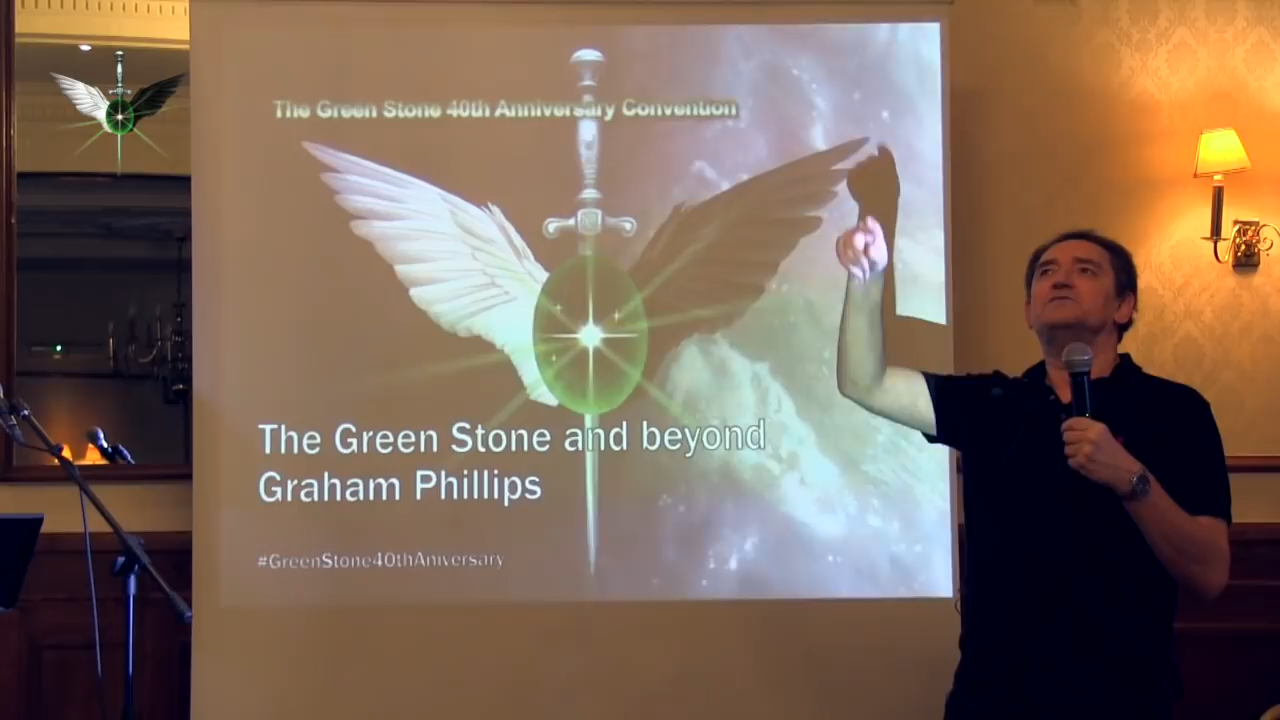 The Green Stone 40th Anniversary Convention
The Green Stone and beyond
Graham Phillips
#GreenStone40thAniversary